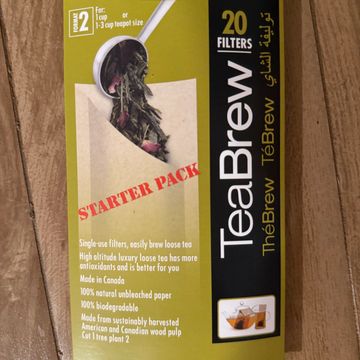 FORMAT 2
For:
1 cup or
1-3 cup teapot size
20
FILTERS
TeaBrew
ThéBrew TéBrew توليفة الشاي
STARTER PACK
Single-use filters, easily brew loose tea
High altitude luxury loose tea has more
antioxidants and is better for you
Made in Canada
100% natural unbleached paper
100% biodegradable
Made from sustainably harvested
American and Canadian wood pulp
Cut 1 tree plant 2